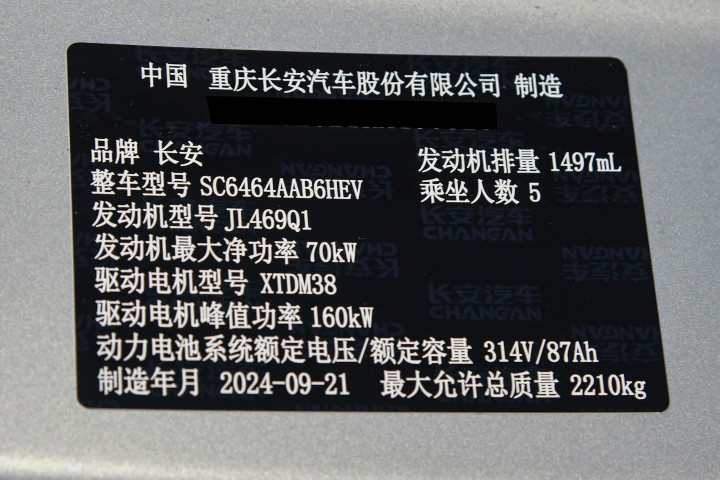 中国 重庆长安汽车股份有限公司 制造
品牌 长安
发动机排量 1497mL
整车型号 SC6464AAB6HEV
乘坐人数 5
发动机型号 JL469Q1
发动机最大净功率 70kW
驱动电机型号 XTDM38
驱动电机峰值功率 160kW
动力电池系统额定电压/额定容量 314V/87Ah
制造年月 2024-09-21 最大允许总质量 2210kg
长安汽车
CHANGAN